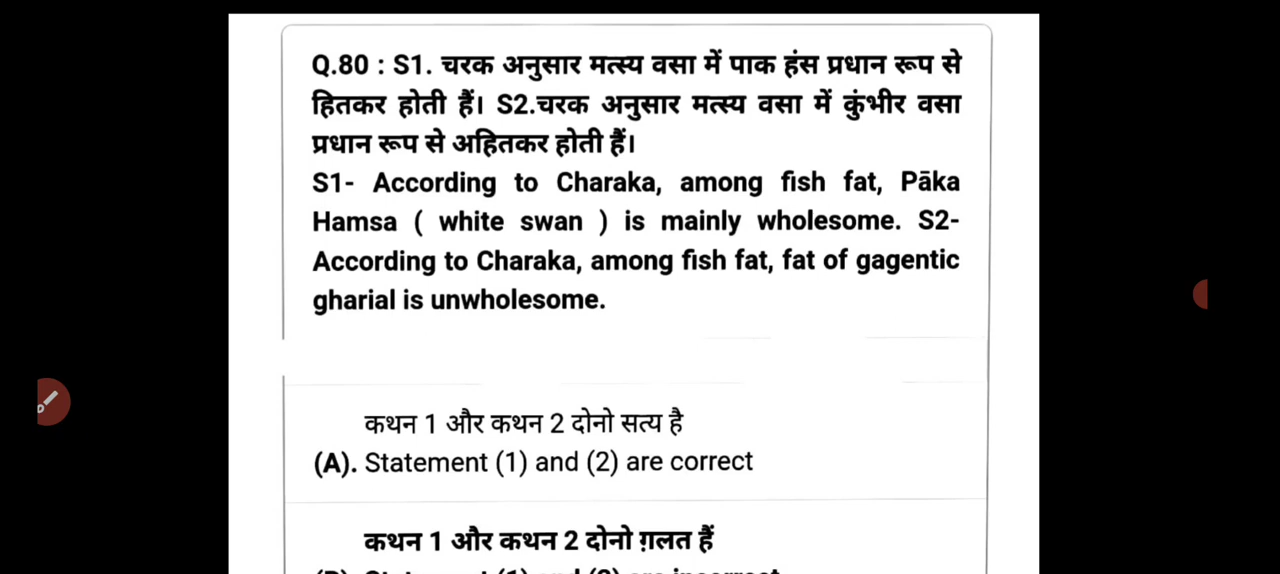 Q.80 : S1. चरक अनुसार मत्स्य वसा में पाक हंस प्रधान रूप से
हितकर होती हैं। S2.चरक अनुसार मत्स्य वसा में कुंभीर वसा
प्रधान रूप से अहितकर होती हैं।
S1- According to Charaka, among fish fat, Pāka
Hamsa ( white swan ) is mainly wholesome. S2-
According to Charaka, among fish fat, fat of gagentic
gharial is unwholesome.
कथन 1 और कथन 2 दोनो सत्य है
(A). Statement (1) and (2) are correct
कथन 1 और कथन 2 दोनो ग़लत हैं